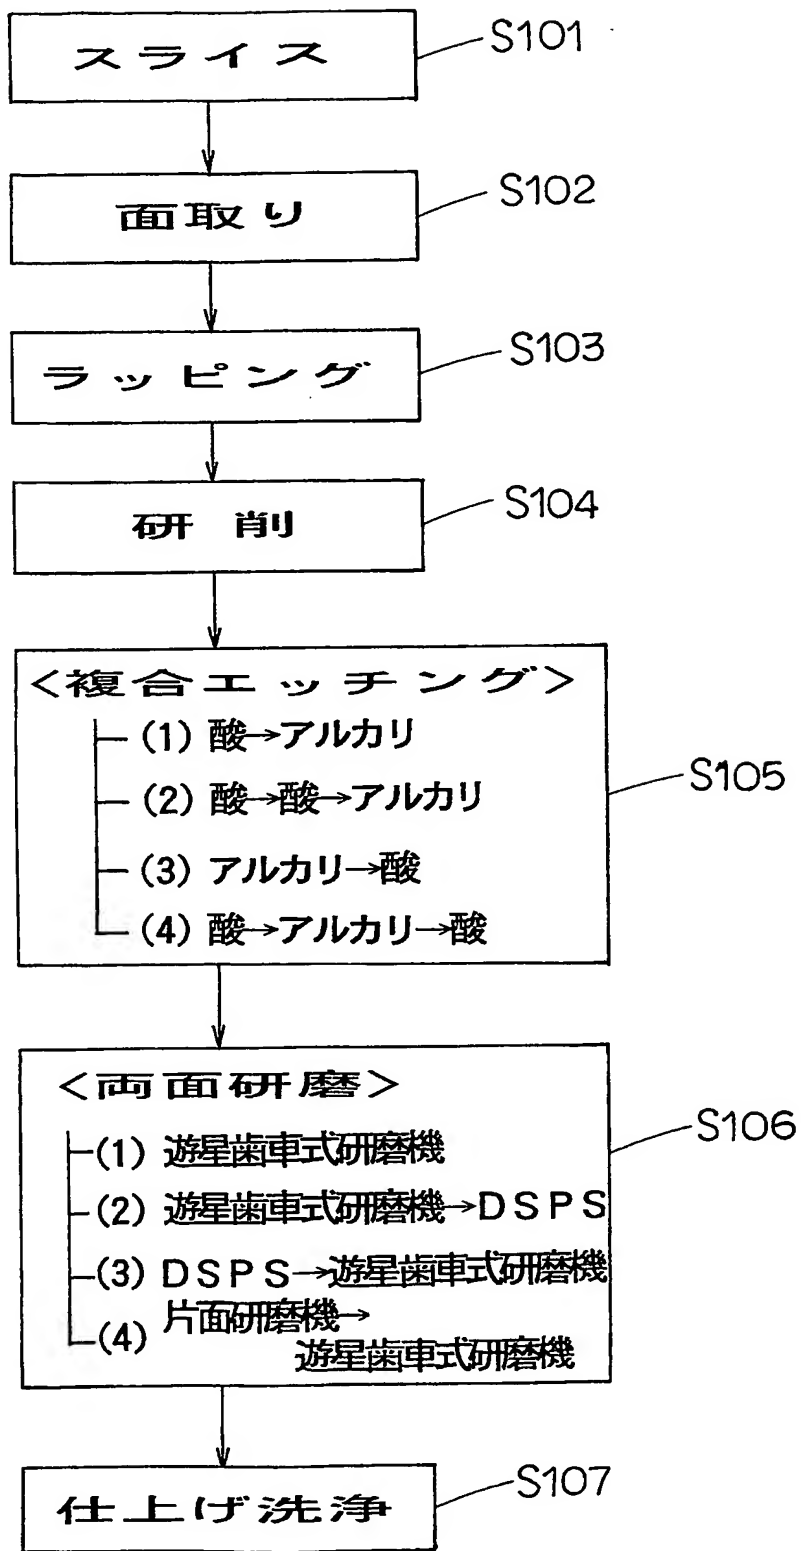 スライス
S101
面取り
S102
ラッピング
S103
研削
S104
<複合エッチング>
(1) 酸→アルカリ
(2) 酸→酸→アルカリ
(3) アルカリ→酸
(4) 酸→アルカリ→酸
S105
<両面研磨>
(1) 遊星歯車式研磨機
(2) 遊星歯車式研磨機→DSPS
(3) DSPS→遊星歯車式研磨機
(4) 片面研磨機→
遊星歯車式研磨機
S106
仕上げ洗浄
S107